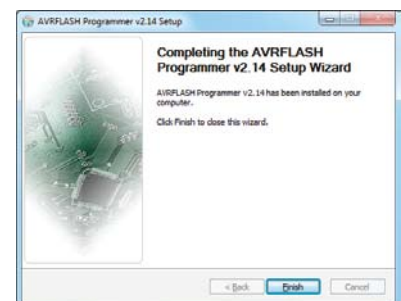 AVRFLASH Programmer v2.14 Setup
Completing the AVRFLASH
Programmer v2.14 Setup Wizard
AVRFLASH Programmer v2.14 has been installed on your
computer.
Click Finish to close this wizard.
< Back Finish Cancel